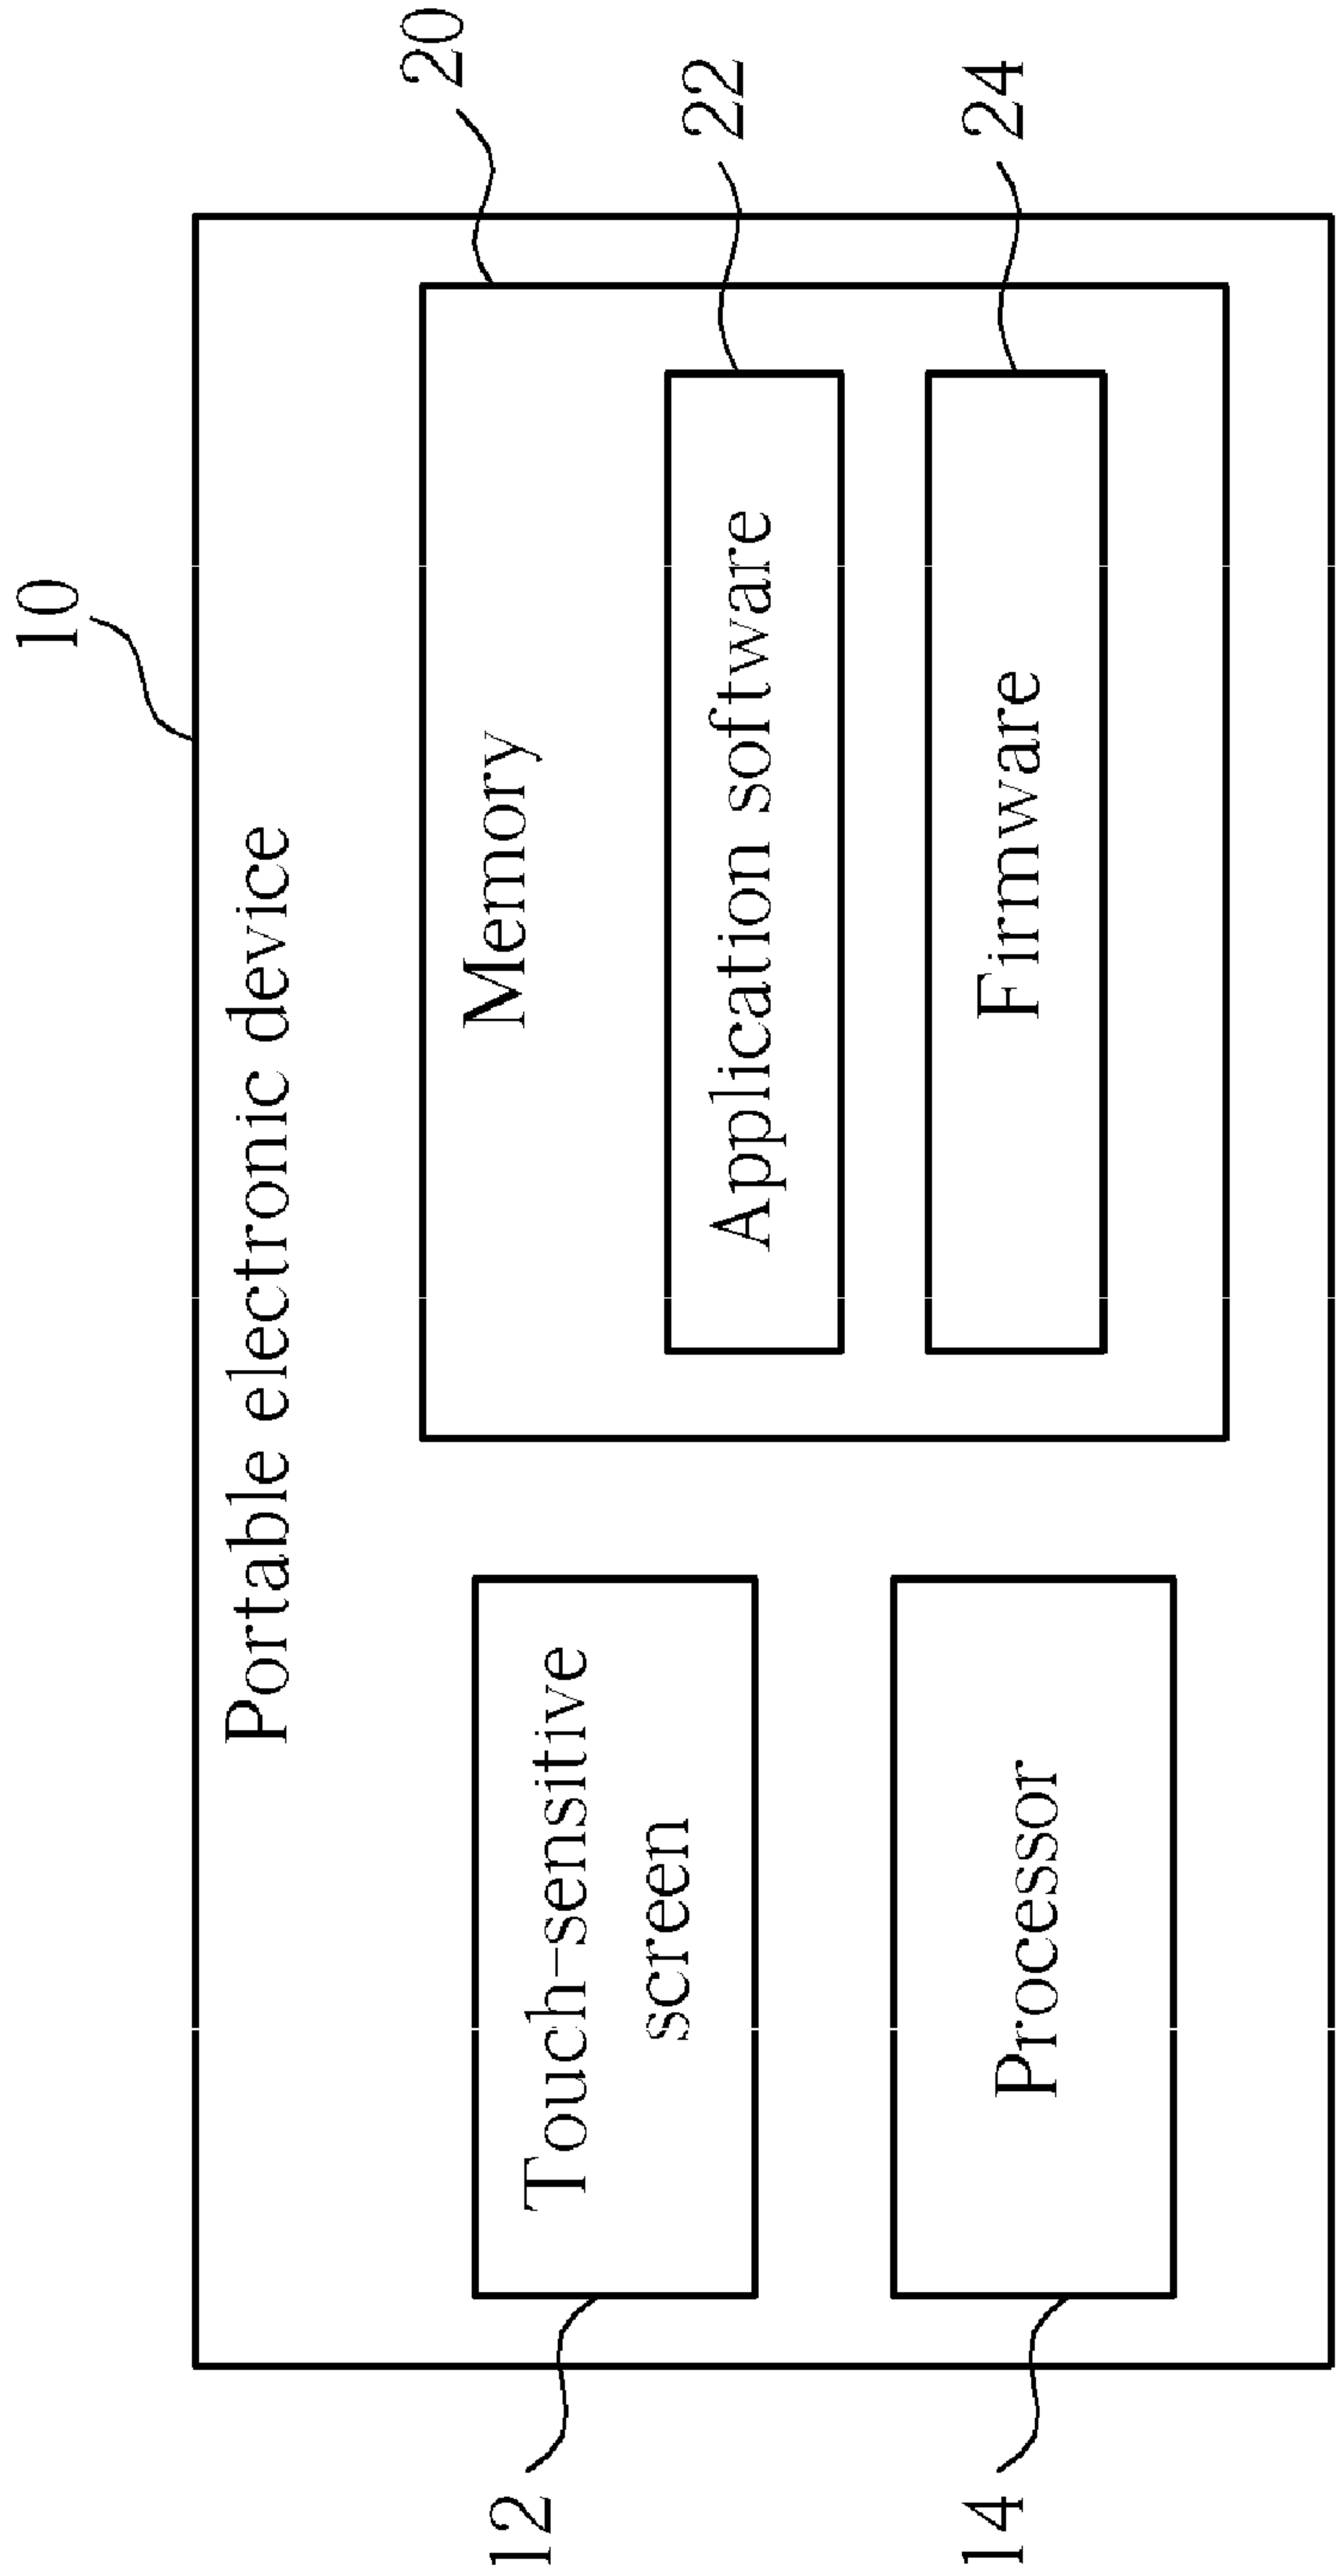 10
Portable electronic device
20
Memory
12
Touch-sensitive
screen
22
Application software
14
Processor
24
Firmware